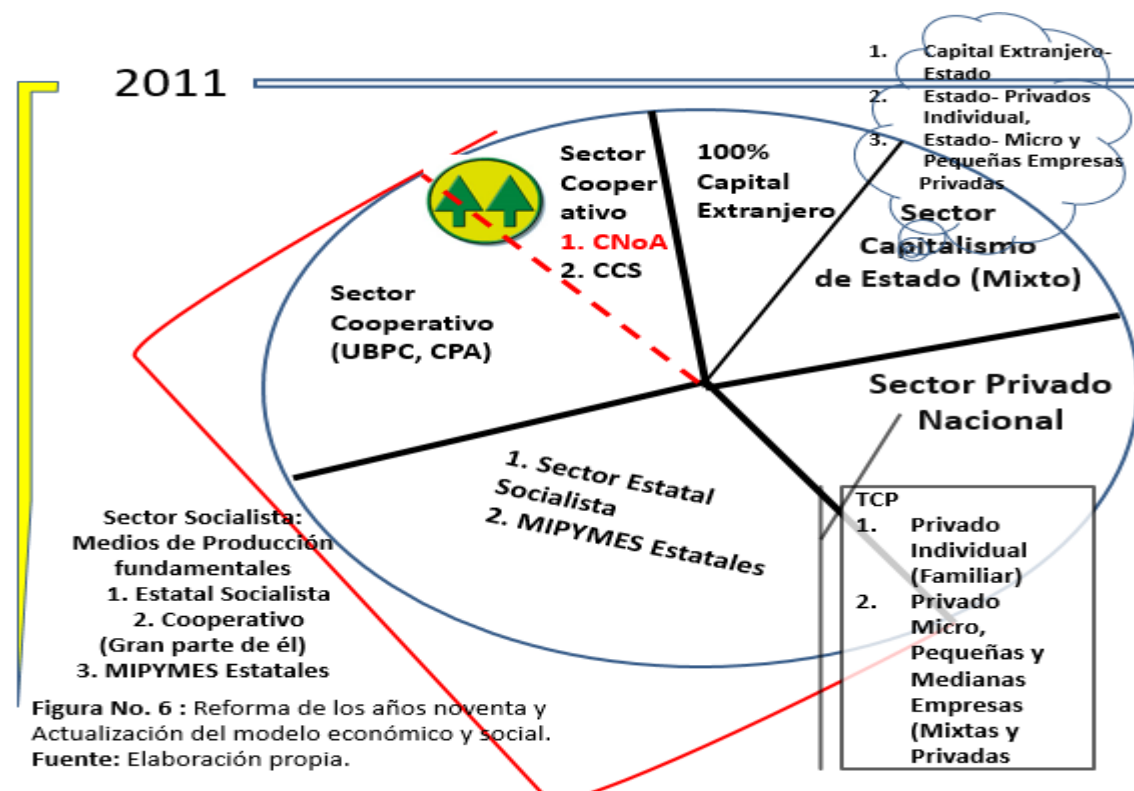 2011
1. Capital Extranjero-
Estado
2. Estado- Privados
Individual,
3. Estado- Micro y
Pequeñas Empresas
Privadas
Sector
Cooper
ativo
1. CNoA
2. CCS
100%
Capital
Extranjero
Sector
Capitalismo
de Estado (Mixto)
Sector
Cooperativo
(UBPC, CPA)
Sector Privado
Nacional
1. Sector Estatal
Socialista
2. MIPYMES Estatales
TCP
1. Privado
Individual
(Familiar)
2. Privado
Micro,
Pequeñas y
Medianas
Empresas
(Mixtas y
Privadas
Sector Socialista:
Medios de Producción
fundamentales
1. Estatal Socialista
2. Cooperativo
(Gran parte de él)
3. MIPYMES Estatales
Figura No. 6 : Reforma de los años noventa y
Actualización del modelo económico y social.
Fuente: Elaboración propia.